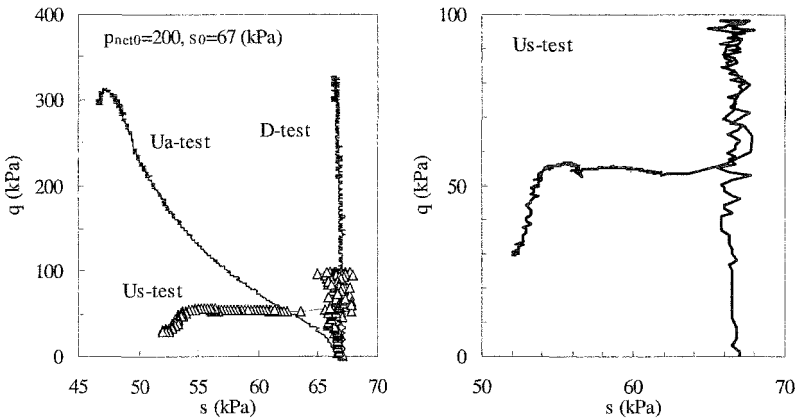 400
300
200
100
0
q (kPa)
pnet0=200, s0=67 (kPa)
Ua-test
D-test
Us-test
45 50 55 60 65 70
s (kPa)
100
50
0
q (kPa)
Us-test
50 60 70
s (kPa)